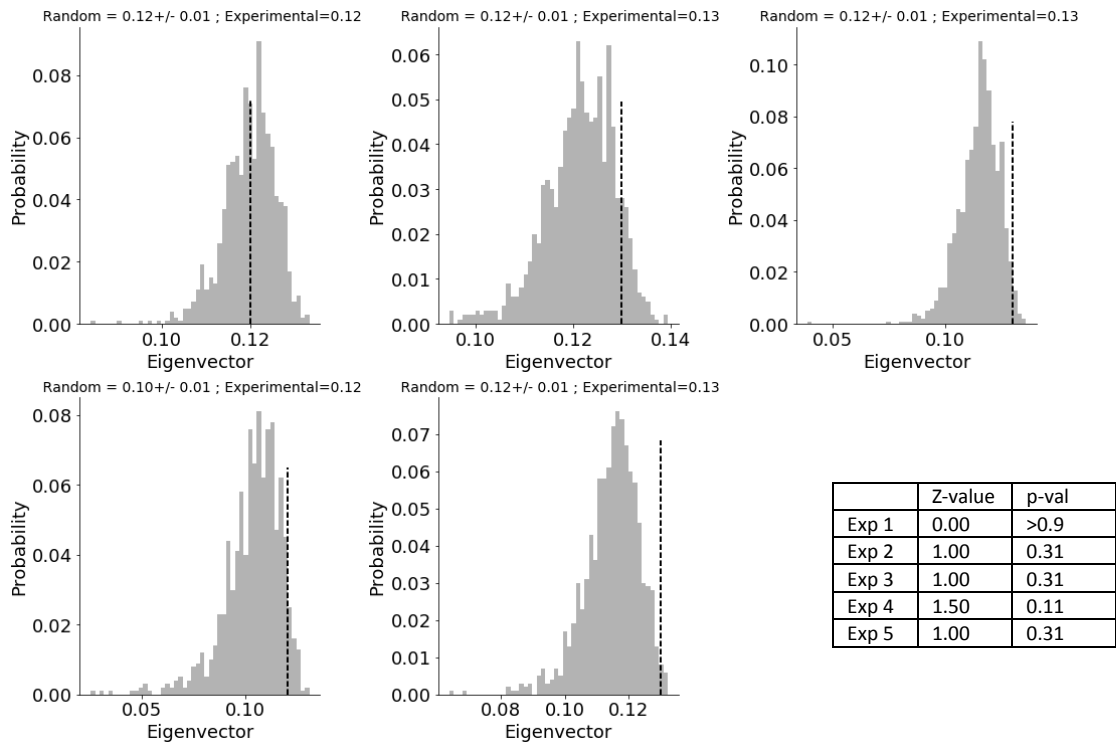 Random = 0.12+/- 0.01 ; Experimental=0.12
Probability
0.08
0.06
0.04
0.02
0.00
0.10 0.12
Eigenvector
Random = 0.12+/- 0.01 ; Experimental=0.13
Probability
0.06
0.05
0.04
0.03
0.02
0.01
0.00
0.10 0.12 0.14
Eigenvector
Random = 0.12+/- 0.01 ; Experimental=0.13
Probability
0.10
0.08
0.06
0.04
0.02
0.00
0.05 0.10
Eigenvector
Random = 0.10+/- 0.01 ; Experimental=0.12
Probability
0.08
0.06
0.04
0.02
0.00
0.05 0.10
Eigenvector
Random = 0.12+/- 0.01 ; Experimental=0.13
Probability
0.07
0.06
0.05
0.04
0.03
0.02
0.01
0.00
0.08 0.10 0.12
Eigenvector
Z-value p-val
Exp 1 0.00 >0.9
Exp 2 1.00 0.31
Exp 3 1.00 0.31
Exp 4 1.50 0.11
Exp 5 1.00 0.31